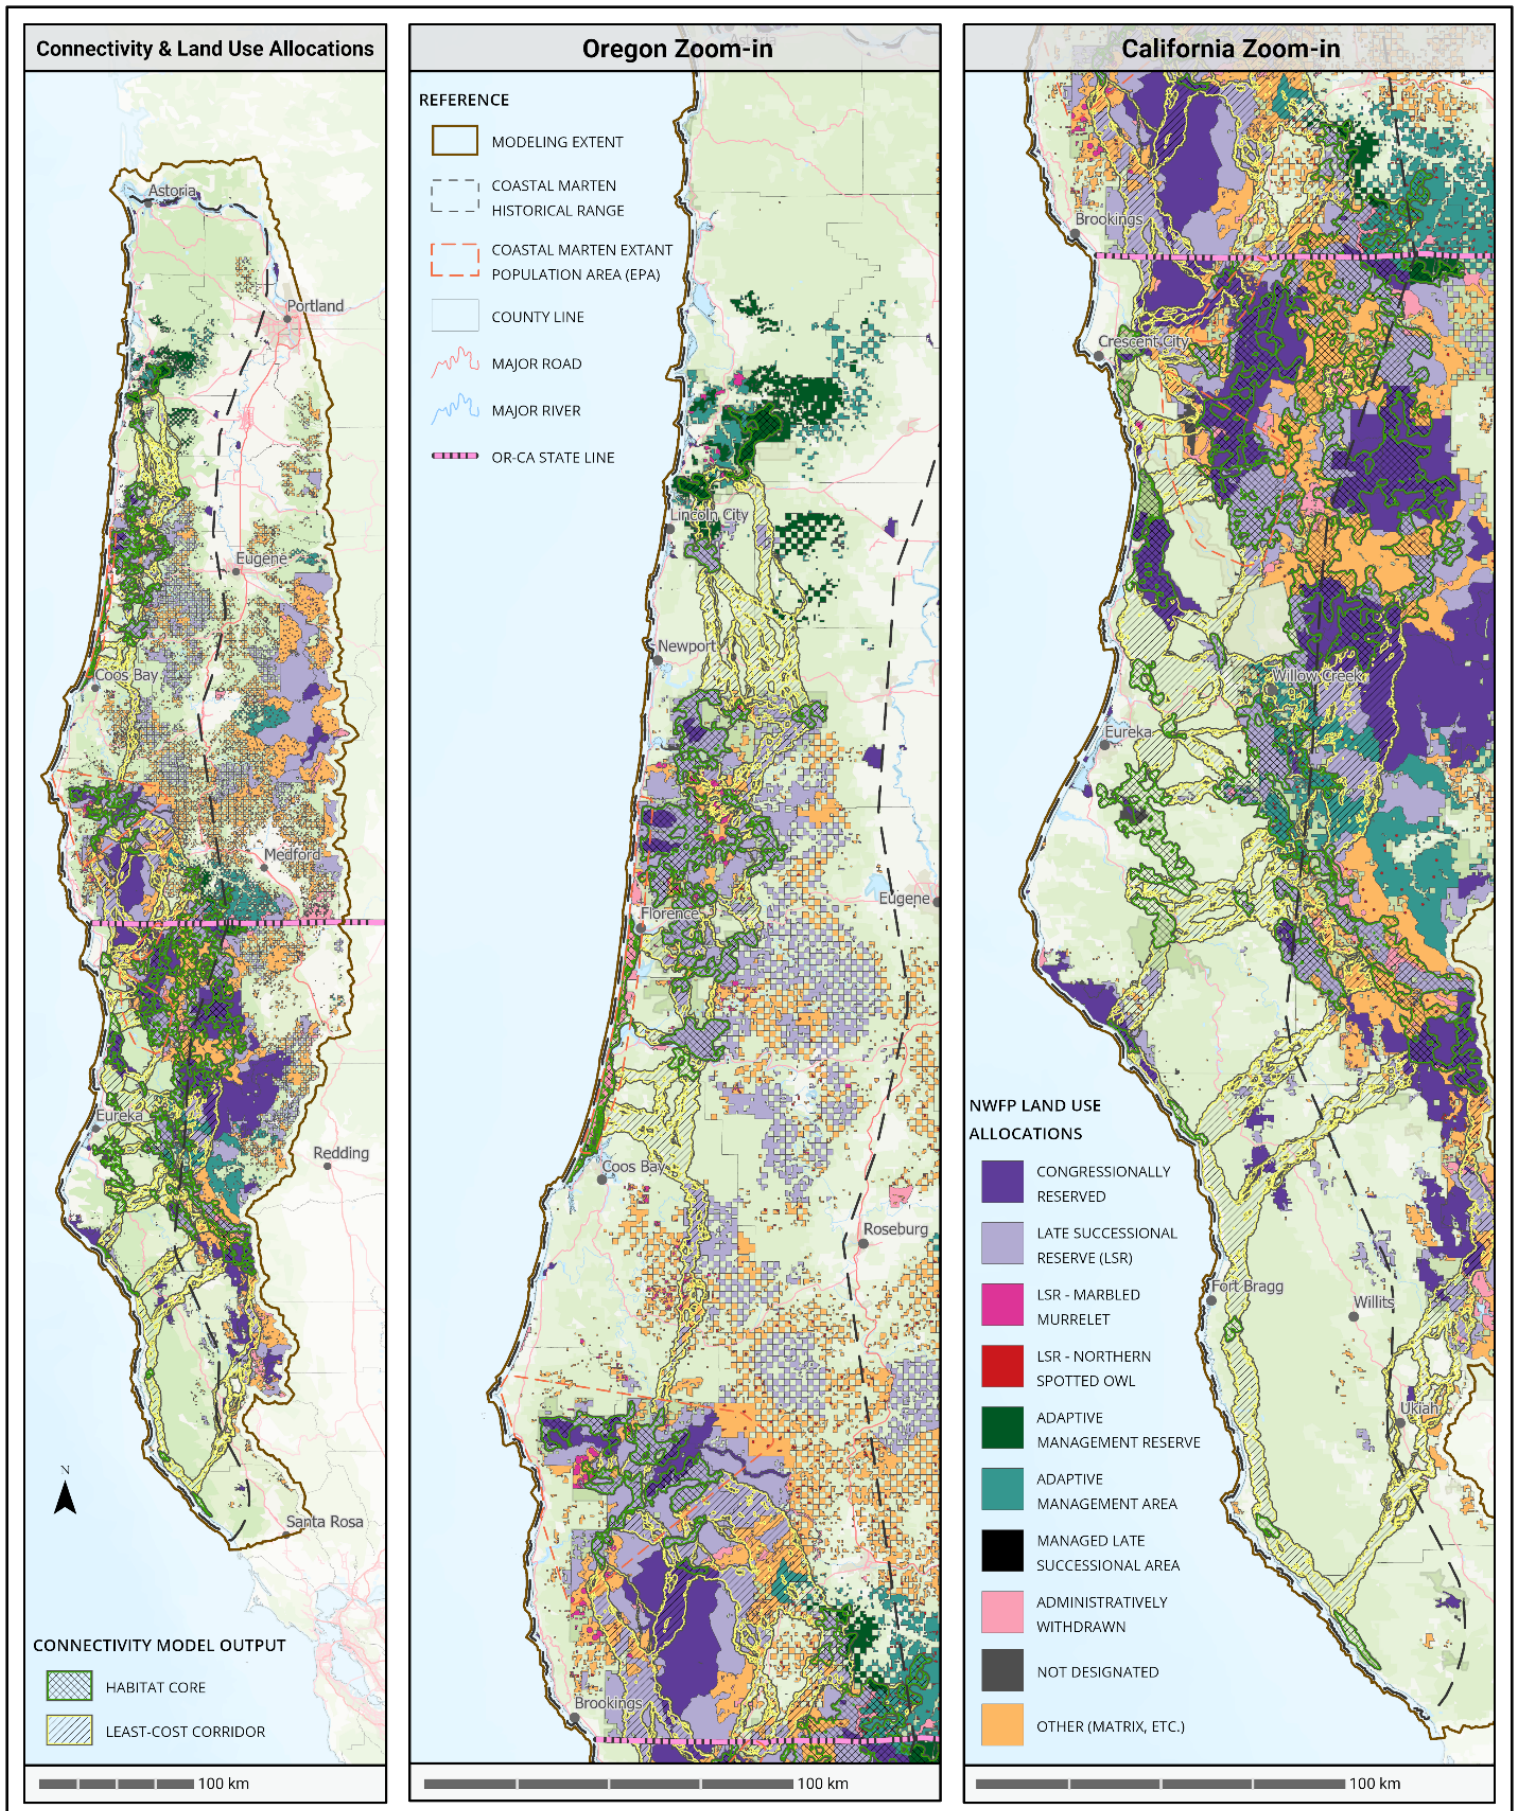 Connectivity & Land Use Allocations
Astoria
Portland
Eugene
Coos Bay
Medford
Eureka
Redding
Santa Rosa
N
CONNECTIVITY MODEL OUTPUT
HABITAT CORE
LEAST-COST CORRIDOR
100 km
Oregon Zoom-in
Astoria
REFERENCE
MODELING EXTENT
COASTAL MARTEN
HISTORICAL RANGE
COASTAL MARTEN EXTANT
POPULATION AREA (EPA)
COUNTY LINE
MAJOR ROAD
MAJOR RIVER
OR-CA STATE LINE
Lincoln City
Newport
Eugene
Florence
Coos Bay
Roseburg
Brookings
100 km
California Zoom-in
Brookings
Crescent City
Willow Creek
Eureka
Fort Bragg
Willits
Ukiah
NWFP LAND USE
ALLOCATIONS
CONGRESSIONALLY
RESERVED
LATE SUCCESSIONAL
RESERVE (LSR)
LSR - MARBLED
MURRELET
LSR - NORTHERN
SPOTTED OWL
ADAPTIVE
MANAGEMENT RESERVE
ADAPTIVE
MANAGEMENT AREA
MANAGED LATE
SUCCESSIONAL AREA
ADMINISTRATIVELY
WITHDRAWN
NOT DESIGNATED
OTHER (MATRIX, ETC.)
100 km